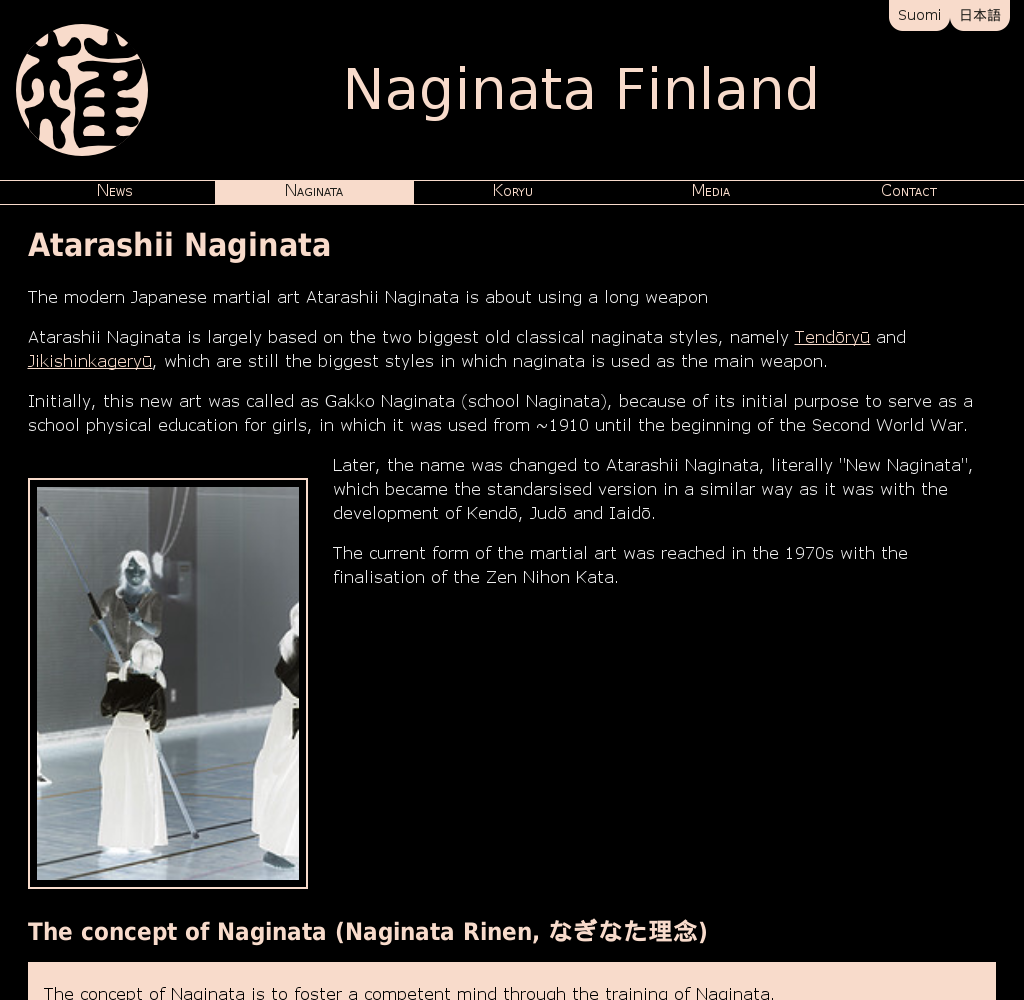 Suomi 日本語
Naginata Finland
News Naginata Koryu Media Contact
Atarashii Naginata
The modern Japanese martial art Atarashii Naginata is about using a long weapon
Atarashii Naginata is largely based on the two biggest old classical naginata styles, namely Tendōryū and
Jikishinkageryū, which are still the biggest styles in which naginata is used as the main weapon.
Initially, this new art was called as Gakko Naginata (school Naginata), because of its initial purpose to serve as a
school physical education for girls, in which it was used from ~1910 until the beginning of the Second World War.
Later, the name was changed to Atarashii Naginata, literally "New Naginata",
which became the standarsised version in a similar way as it was with the
development of Kendō, Judō and Iaidō.
The current form of the martial art was reached in the 1970s with the
finalisation of the Zen Nihon Kata.
The concept of Naginata (Naginata Rinen, なぎなた理念)
The concept of Naginata is to foster a competent mind through the training of Naginata.